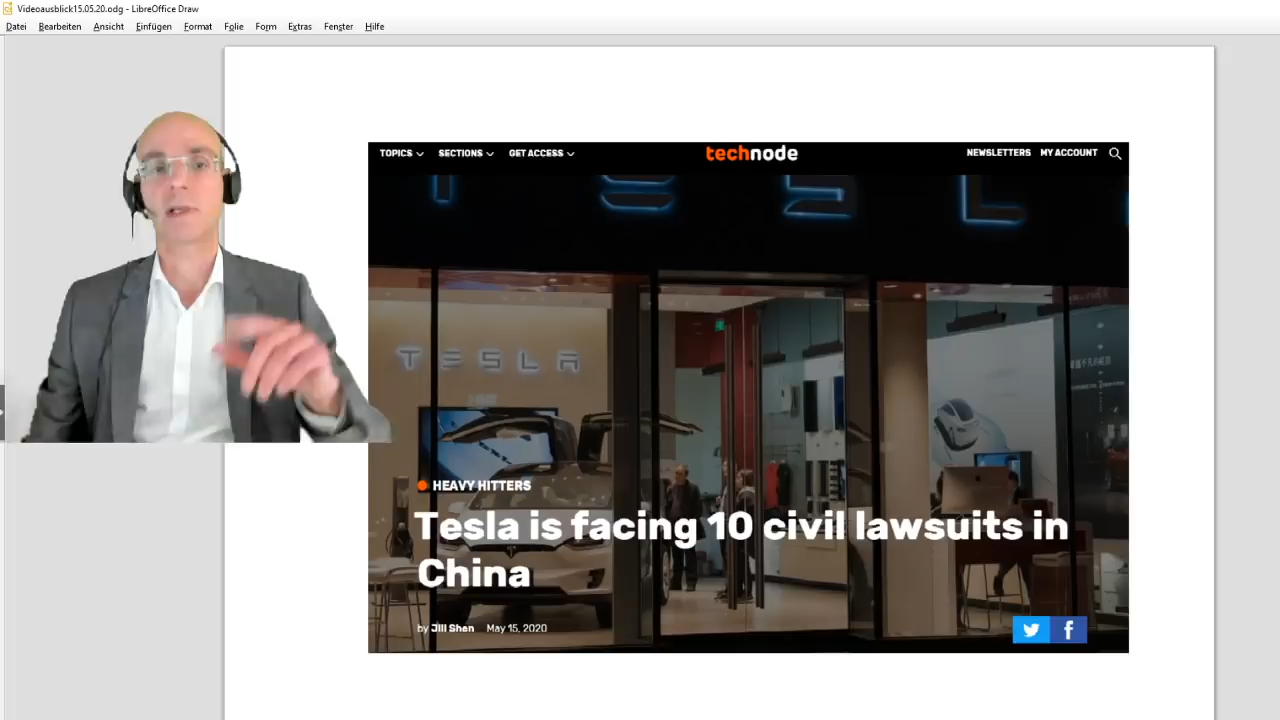 Videoausblick15.05.20.odg - LibreOffice Draw
Datei Bearbeiten Ansicht Einfügen Format Folie Form Extras Fenster Hilfe
TOPICS SECTIONS GET ACCESS technode NEWSLETTERS MY ACCOUNT
T E S L
TESLA
HEAVY HITTERS
Tesla is facing 10 civil lawsuits in
China
by Jill Shen May 15, 2020